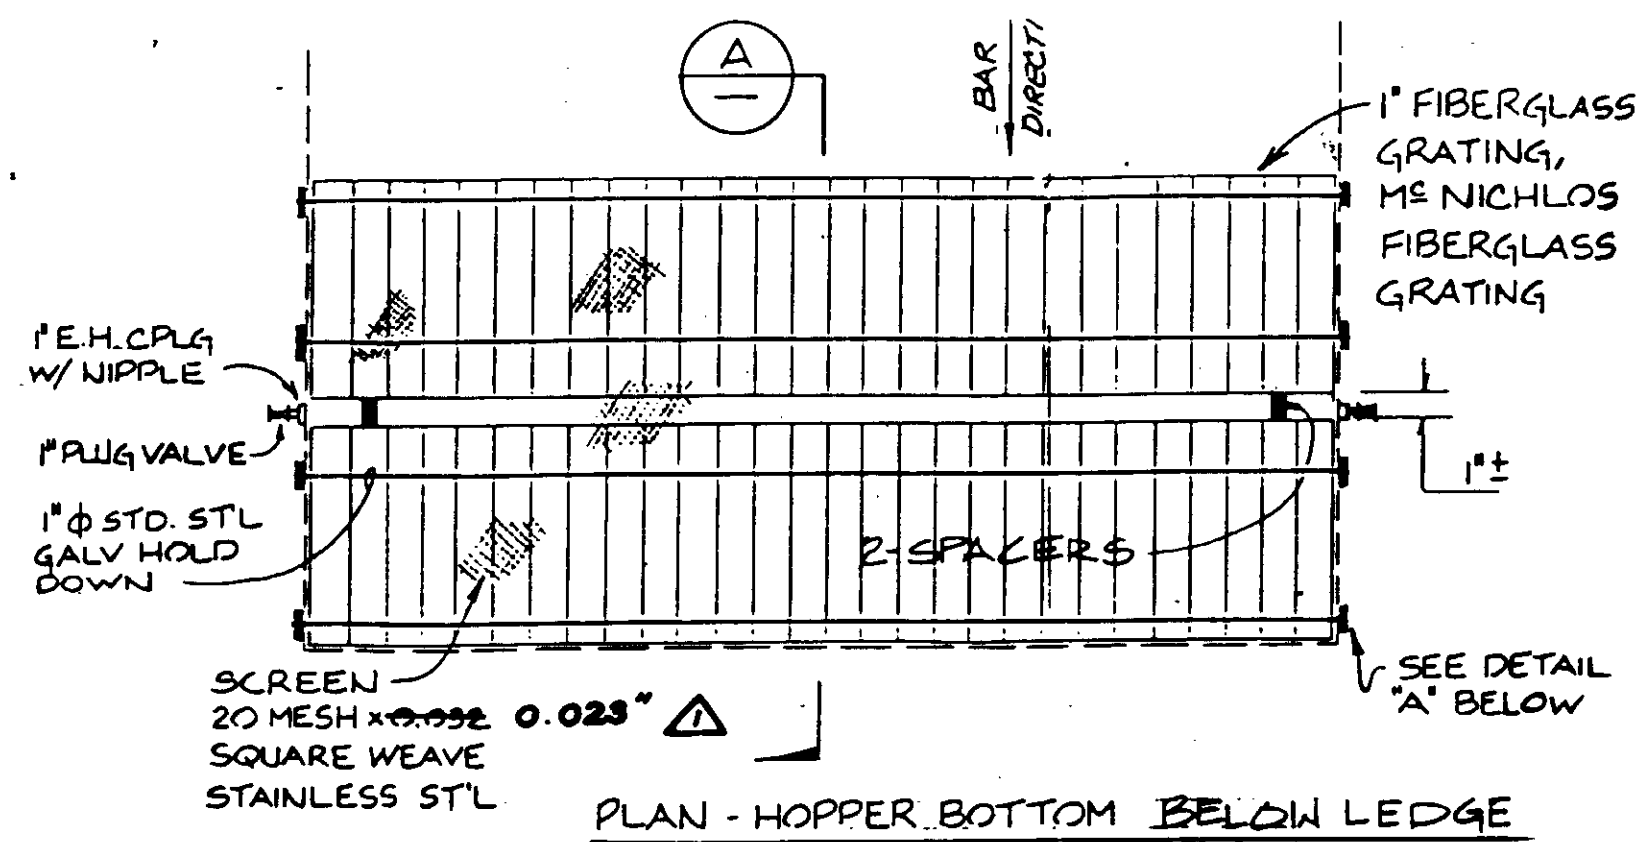 A
BAR
DIRECTI
1" FIBERGLASS
GRATING,
Mc NICHLOS
FIBERGLASS
GRATING
1" E.H. CPLG
W/ NIPPLE
1" PLUG VALVE
1" ϕ STD. ST'L
GALV HOLD
DOWN
1" ±
2-SPACERS
SCREEN
20 MESH x 0.032 0.023" 1
SQUARE WEAVE
STAINLESS ST'L
SEE DETAIL
"A" BELOW
PLAN - HOPPER BOTTOM BELOW LEDGE